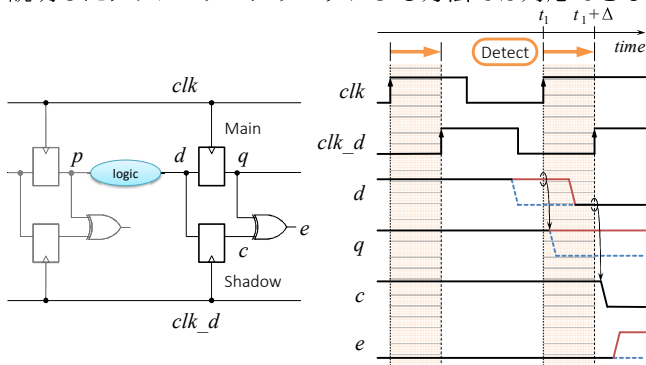 t₁
t₁+Δ
Detect
time
clk
clk
Main
clk_d
p
logic
d
q
d
e
q
c
Shadow
c
clk_d
e